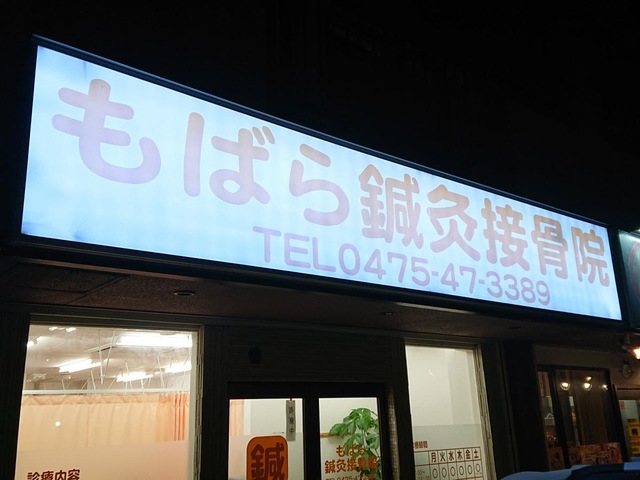 もばら鍼灸接骨院
TEL0475-47-3389
診療内容
鍼
もばら
鍼灸接骨院
月火水木金土